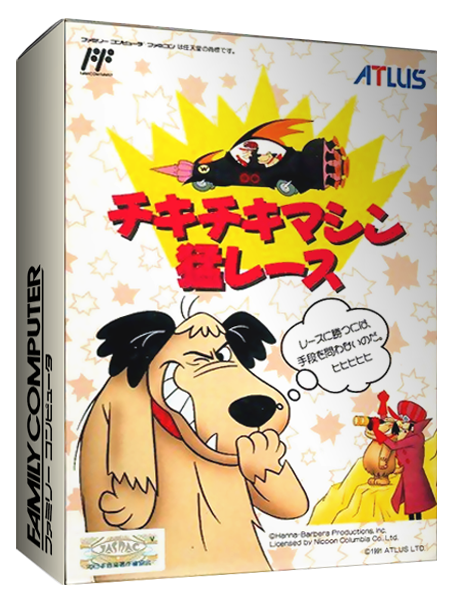 ファミリー コンピュータ ファミコン は任天堂の商標です。
ATLUS
チキチキマシン
猛レース
レースに勝つには、
手段を問わないのだ。
ヒヒヒヒヒ
FAMILY COMPUTER
ファミリー コンピュータ
©Hanna-Barbera Productions, Inc.
Licensed by Nicoon Columbia Co. Ltd.
©1991 ATLUS LTD.